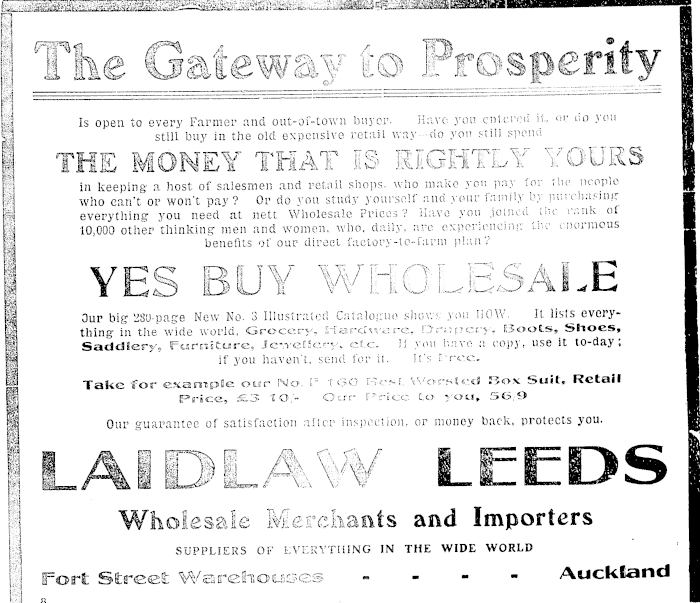 The Gateway to Prosperity
Is open to every Farmer and out-of-town buyer. Have you entered it, or do you
still buy in the old expensive retail way—do you still spend
THE MONEY THAT IS RIGHTLY YOURS
in keeping a host of salesmen and retail shops, who make you pay for the people
who can't or won't pay? Or do you study yourself and your family by purchasing
everything you need at nett Wholesale Prices? Have you joined the rank of
10,000 other thinking men and women, who, daily, are experiencing the enormous
benefits of our direct factory-to-farm plan?
YES BUY WHOLESALE
Our big 280-page New No. 3 Illustrated Catalogue shows you HOW. It lists every-
thing in the wide world, Grocery, Hardware, Drapery, Boots, Shoes,
Saddlery, Furniture, Jewellery, etc. If you have a copy, use it to-day;
if you haven't, send for it. It's Free.
Take for example our No. P 160 Best Worsted Box Suit, Retail
Price, £3 10/- Our Price to you, 56/9
Our guarantee of satisfaction after inspection, or money back, protects you.
LAIDLAW LEEDS
Wholesale Merchants and Importers
SUPPLIERS OF EVERYTHING IN THE WIDE WORLD
Fort Street Warehouses - - - - Auckland
8